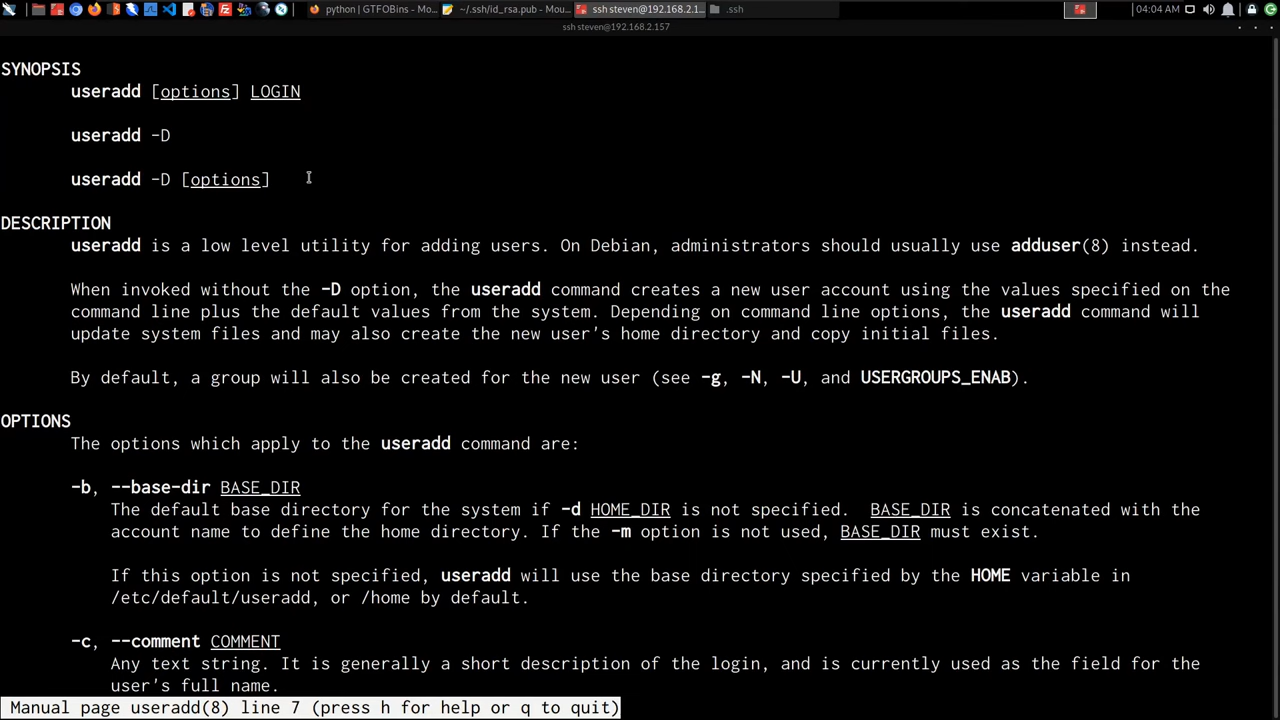 python | GTFOBins - Mo...
~/.ssh/id_rsa.pub - Mou...
ssh steven@192.168.2.1...
.ssh
04:04 AM
ssh steven@192.168.2.157
SYNOPSIS
useradd [options] LOGIN
useradd -D
useradd -D [options]
DESCRIPTION
useradd is a low level utility for adding users. On Debian, administrators should usually use adduser(8) instead.
When invoked without the -D option, the useradd command creates a new user account using the values specified on the
command line plus the default values from the system. Depending on command line options, the useradd command will
update system files and may also create the new user's home directory and copy initial files.
By default, a group will also be created for the new user (see -g, -N, -U, and USERGROUPS_ENAB).
OPTIONS
The options which apply to the useradd command are:
-b, --base-dir BASE_DIR
The default base directory for the system if -d HOME_DIR is not specified. BASE_DIR is concatenated with the
account name to define the home directory. If the -m option is not used, BASE_DIR must exist.
If this option is not specified, useradd will use the base directory specified by the HOME variable in
/etc/default/useradd, or /home by default.
-c, --comment COMMENT
Any text string. It is generally a short description of the login, and is currently used as the field for the
user's full name.
Manual page useradd(8) line 7 (press h for help or q to quit)